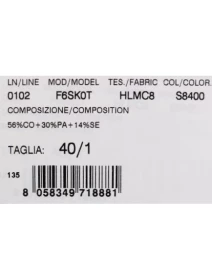 LN/LINE MOD/MODEL TES./FABRIC COL/COLOR
0102 F6SK0T HLMC8 S8400
COMPOSIZIONE/COMPOSITION
56%CO+30%PA+14%SE
TAGLIA: 40/1
135
8 058349 718881